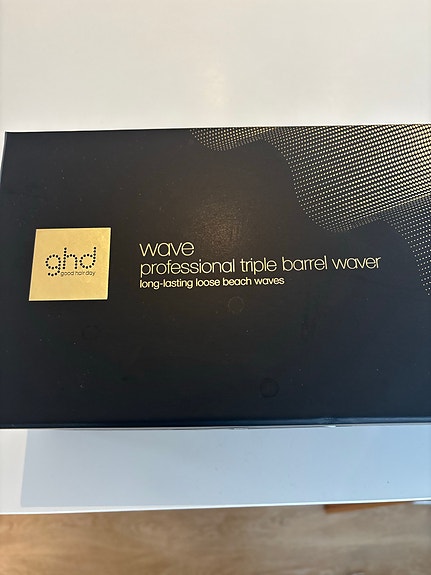 ghd
good hair day
wave
professional triple barrel waver
long-lasting loose beach waves